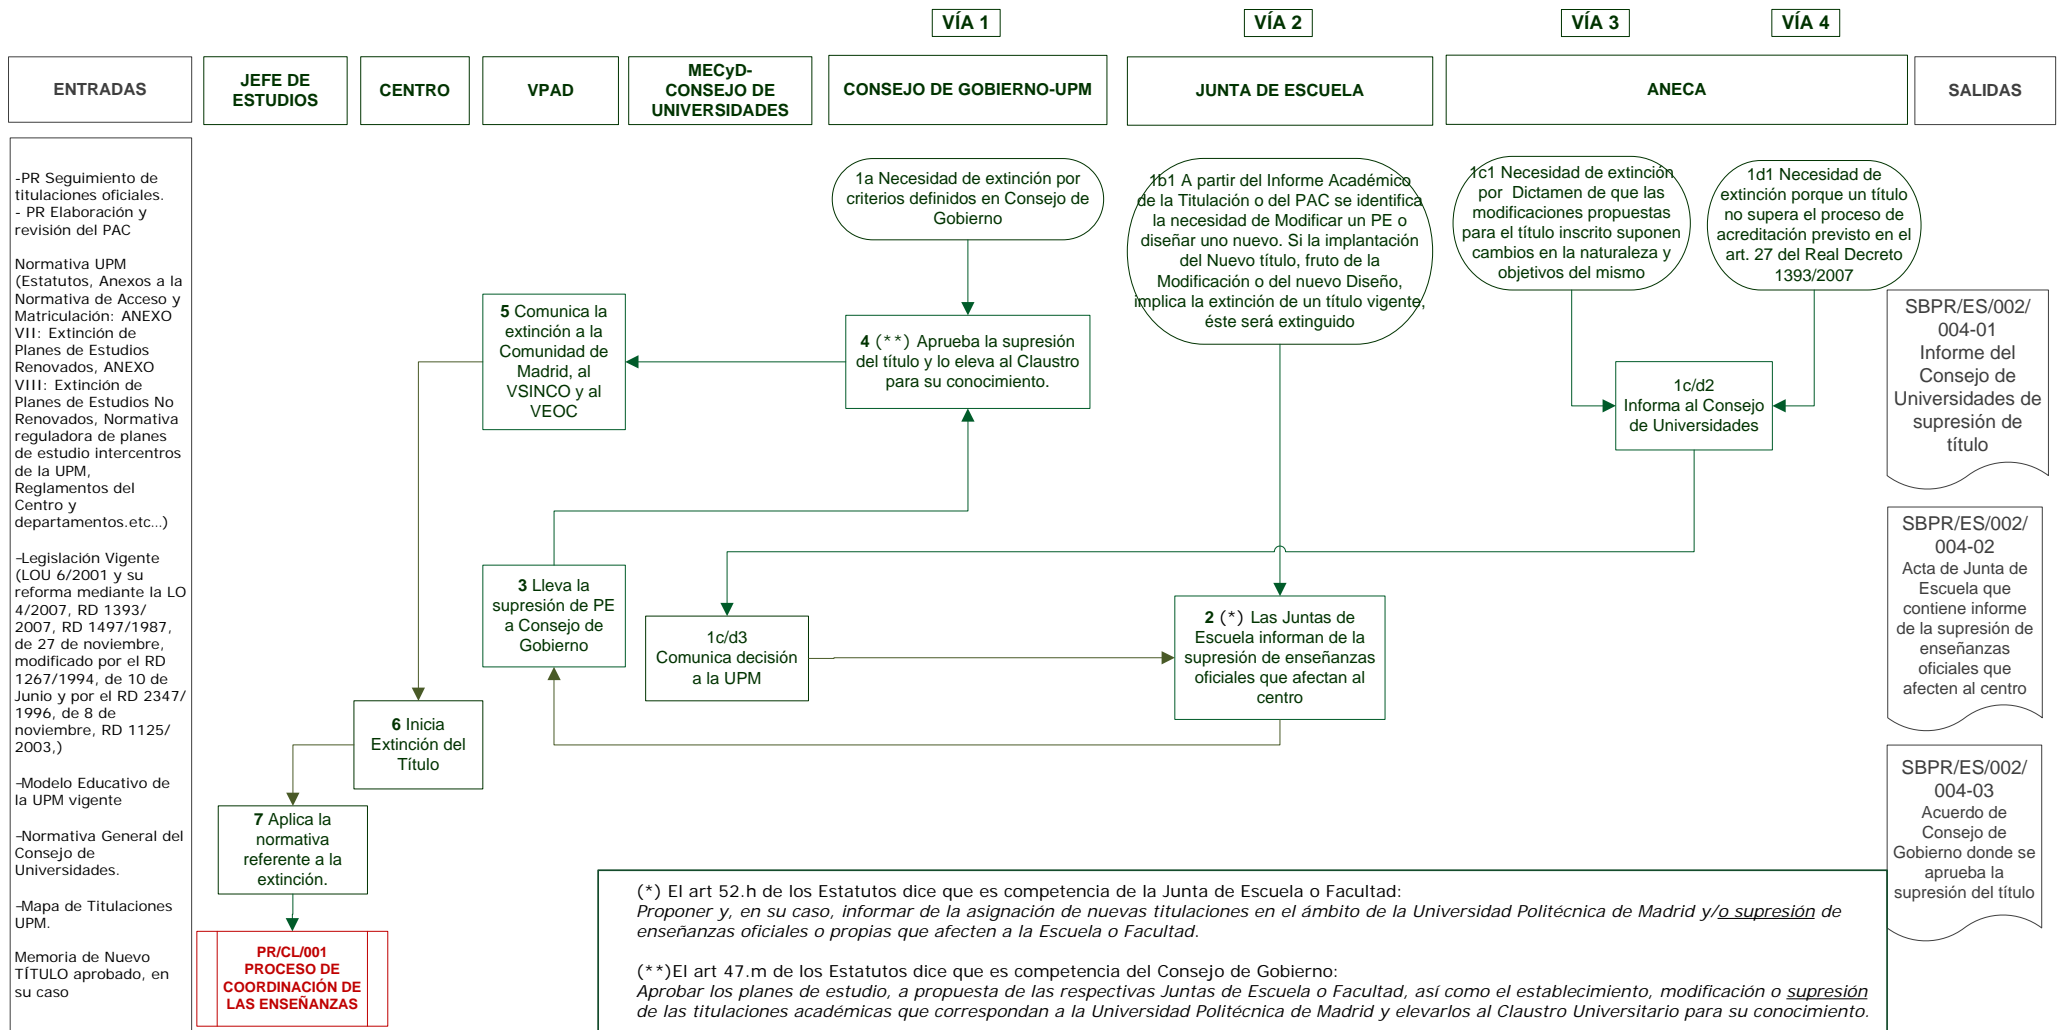 VÍA 1
VÍA 2
VÍA 3
VÍA 4
ENTRADAS
JEFE DE
ESTUDIOS
CENTRO
VPAD
MECyD-
CONSEJO DE
UNIVERSIDADES
CONSEJO DE GOBIERNO-UPM
JUNTA DE ESCUELA
ANECA
SALIDAS
-PR Seguimiento de
titulaciones oficiales.
- PR Elaboración y
revisión del PAC
Normativa UPM
(Estatutos, Anexos a la
Normativa de Acceso y
Matriculación: ANEXO
VII: Extinción de
Planes de Estudios
Renovados, ANEXO
VIII: Extinción de
Planes de Estudios No
Renovados, Normativa
reguladora de planes
de estudio intercentros
de la UPM,
Reglamentos del
Centro y
departamentos.etc...)
-Legislación Vigente
(LOU 6/2001 y su
reforma mediante la LO
4/2007, RD 1393/
2007, RD 1497/1987,
de 27 de noviembre,
modificado por el RD
1267/1994, de 10 de
Junio y por el RD 2347/
1996, de 8 de
noviembre, RD 1125/
2003,)
-Modelo Educativo de
la UPM vigente
-Normativa General del
Consejo de
Universidades.
-Mapa de Titulaciones
UPM.
Memoria de Nuevo
TÍTULO aprobado, en
su caso
1a Necesidad de extinción por
criterios definidos en Consejo de
Gobierno
1b1 A partir del Informe Académico
de la Titulación o del PAC se identifica
la necesidad de Modificar un PE o
diseñar uno nuevo. Si la implantación
del Nuevo título, fruto de la
Modificación o del nuevo Diseño,
implica la extinción de un título vigente,
éste será extinguido
1c1 Necesidad de extinción
por Dictamen de que las
modificaciones propuestas
para el título inscrito suponen
cambios en la naturaleza y
objetivos del mismo
1d1 Necesidad de
extinción porque un título
no supera el proceso de
acreditación previsto en el
art. 27 del Real Decreto
1393/2007
5 Comunica la
extinción a la
Comunidad de
Madrid, al
VSINCO y al
VEOC
4 (**) Aprueba la supresión
del título y lo eleva al Claustro
para su conocimiento.
1c/d2
Informa al Consejo
de Universidades
3 Lleva la
supresión de PE
a Consejo de
Gobierno
1c/d3
Comunica decisión
a la UPM
2 (*) Las Juntas de
Escuela informan de la
supresión de enseñanzas
oficiales que afectan al
centro
6 Inicia
Extinción del
Título
7 Aplica la
normativa
referente a la
extinción.
PR/CL/001
PROCESO DE
COORDINACIÓN DE
LAS ENSEÑANZAS
SBPR/ES/002/
004-01
Informe del
Consejo de
Universidades de
supresión de
título
SBPR/ES/002/
004-02
Acta de Junta de
Escuela que
contiene informe
de la supresión de
enseñanzas
oficiales que
afecten al centro
SBPR/ES/002/
004-03
Acuerdo de
Consejo de
Gobierno donde se
aprueba la
supresión del título
(*) El art 52.h de los Estatutos dice que es competencia de la Junta de Escuela o Facultad:
Proponer y, en su caso, informar de la asignación de nuevas titulaciones en el ámbito de la Universidad Politécnica de Madrid y/o supresión de
enseñanzas oficiales o propias que afecten a la Escuela o Facultad.
(**)El art 47.m de los Estatutos dice que es competencia del Consejo de Gobierno:
Aprobar los planes de estudio, a propuesta de las respectivas Juntas de Escuela o Facultad, así como el establecimiento, modificación o supresión
de las titulaciones académicas que correspondan a la Universidad Politécnica de Madrid y elevarlos al Claustro Universitario para su conocimiento.